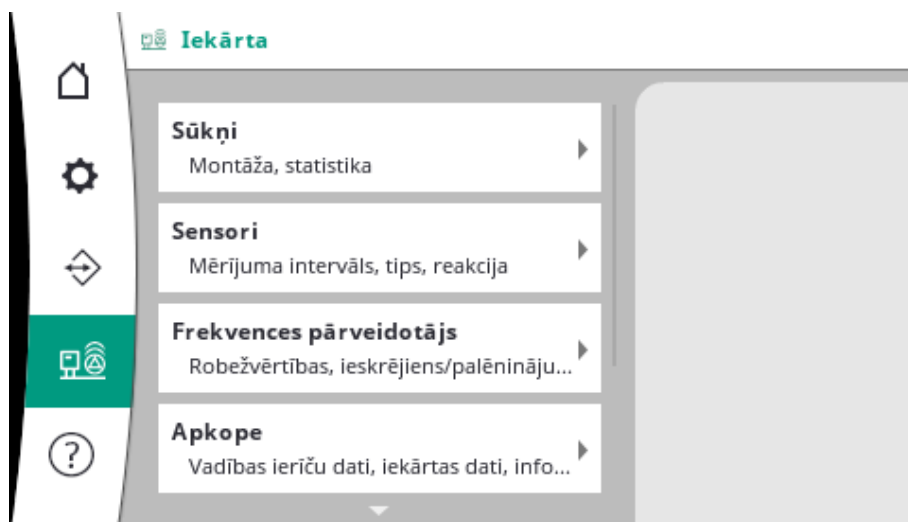 Iekārta
Sūkņi
Montāža, statistika
Sensori
Mērījuma intervāls, tips, reakcija
Frekvences pārveidotājs
Robežvērtības, ieskrējiens/palēnināju...
Apkope
Vadības ierīču dati, iekārtas dati, info...
?